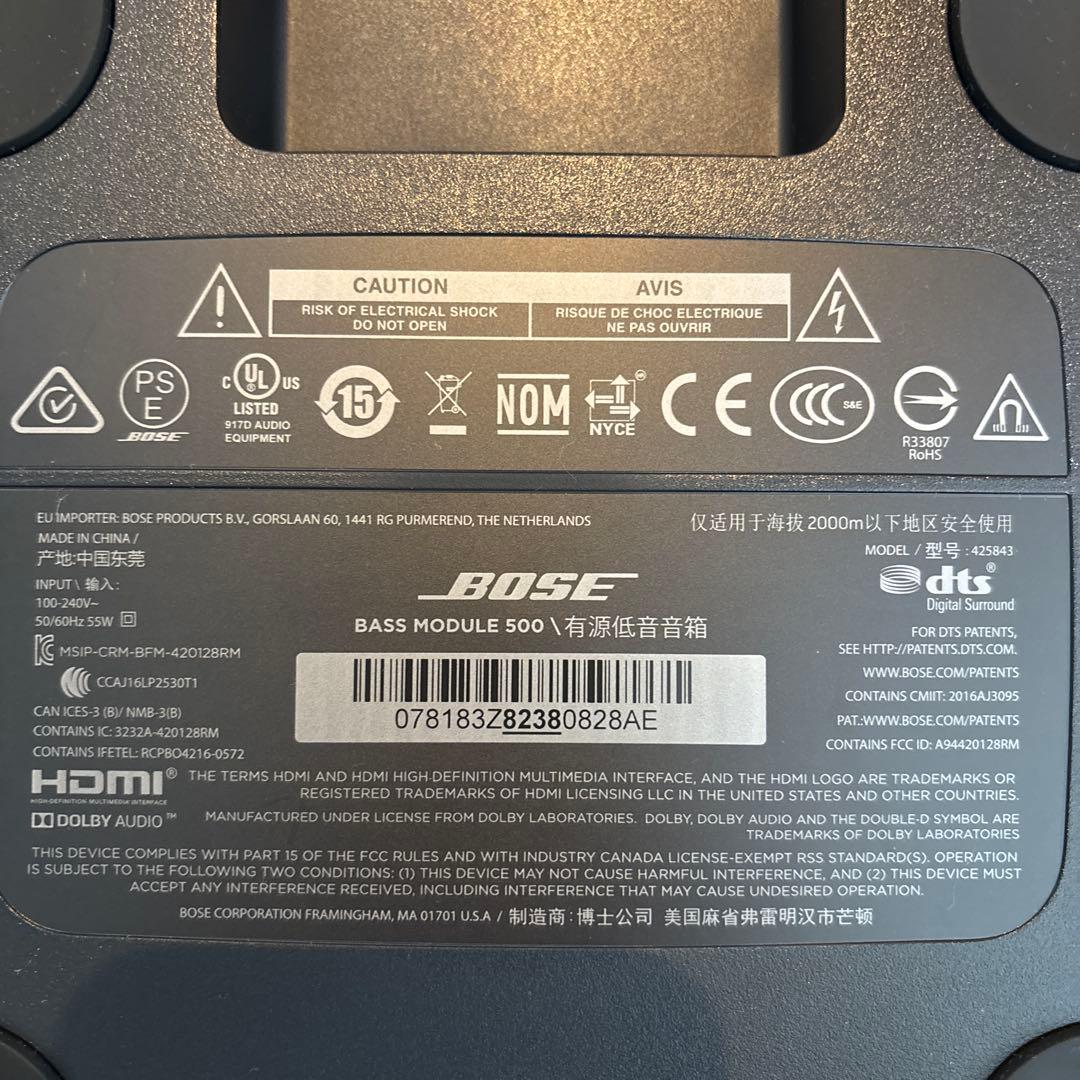 CAUTION
RISK OF ELECTRICAL SHOCK
DO NOT OPEN
AVIS
RISQUE DE CHOC ELECTRIQUE
NE PAS OUVRIR
PS
E
BOSE
C UL US
®
LISTED
917D AUDIO
EQUIPMENT
15
NOM
NYCE
MR
CE
CCC S&E
R33807
RoHS
EU IMPORTER: BOSE PRODUCTS B.V., GORSLAAN 60, 1441 RG PURMEREND, THE NETHERLANDS
仅适用于海拔2000m以下地区安全使用
MADE IN CHINA /
产地:中国东莞
INPUT \ 输入:
100-240V~
50/60Hz 55W
MSIP-CRM-BFM-420128RM
CCAJ16LP2530T1
CAN ICES-3 (B)/ NMB-3(B)
CONTAINS IC: 3232A-420128RM
CONTAINS IFETEL: RCPBO4216-0572
BOSE
BASS MODULE 500 \ 有源低音音箱
078183Z82380828AE
MODEL / 型号 : 425843
dts®
Digital Surround
FOR DTS PATENTS,
SEE HTTP://PATENTS.DTS.COM.
WWW.BOSE.COM/PATENTS
CONTAINS CMIIT: 2016AJ3095
PAT.:WWW.BOSE.COM/PATENTS
CONTAINS FCC ID: A94420128RM
HDMI®
HIGH-DEFINITION MULTIMEDIA INTERFACE
THE TERMS HDMI AND HDMI HIGH-DEFINITION MULTIMEDIA INTERFACE, AND THE HDMI LOGO ARE TRADEMARKS OR
REGISTERED TRADEMARKS OF HDMI LICENSING LLC IN THE UNITED STATES AND OTHER COUNTRIES.
DOLBY AUDIO™
MANUFACTURED UNDER LICENSE FROM DOLBY LABORATORIES. DOLBY, DOLBY AUDIO AND THE DOUBLE-D SYMBOL ARE
TRADEMARKS OF DOLBY LABORATORIES
THIS DEVICE COMPLIES WITH PART 15 OF THE FCC RULES AND WITH INDUSTRY CANADA LICENSE-EXEMPT RSS STANDARD(S). OPERATION
IS SUBJECT TO THE FOLLOWING TWO CONDITIONS: (1) THIS DEVICE MAY NOT CAUSE HARMFUL INTERFERENCE, AND (2) THIS DEVICE MUST
ACCEPT ANY INTERFERENCE RECEIVED, INCLUDING INTERFERENCE THAT MAY CAUSE UNDESIRED OPERATION.
BOSE CORPORATION FRAMINGHAM, MA 01701 U.S.A / 制造商: 博士公司 美国麻省弗雷明汉市芒顿